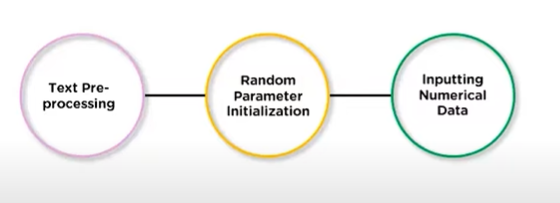 Text Pre-
processing
Random
Parameter
Initialization
Inputting
Numerical
Data